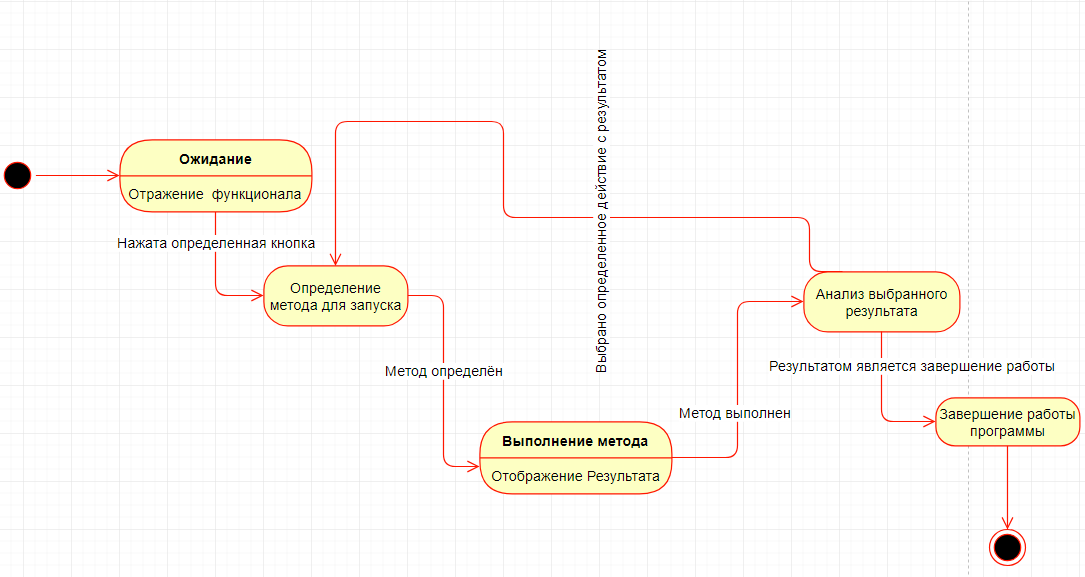 Ожидание
Отражение функционала
Нажата определенная кнопка
Определение
метода для запуска
Метод определён
Выполнение метода
Отображение Результата
Метод выполнен
Выбрано определенное действие с результатом
Анализ выбранного
результата
Результатом является завершение работы
Завершение работы
программы